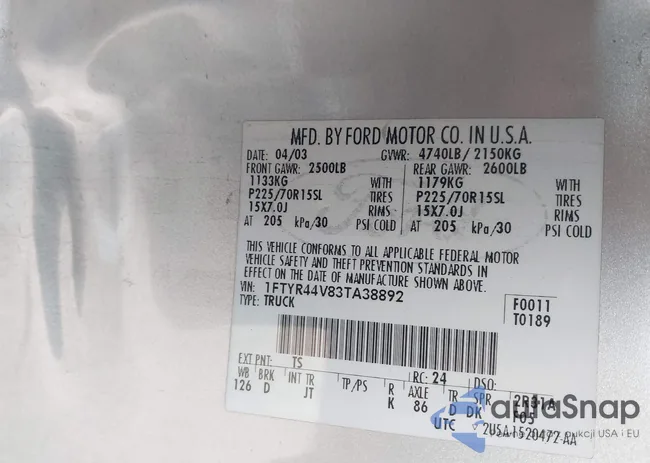 MFD. BY FORD MOTOR CO. IN U.S.A.
DATE 04/03 GVWR: 4740LB/ 2150KG
FRONT GAWR: 2500LB REAR GAWR: 2600LB
1133KG WITH 1179KG WITH
P225/70R15SL TIRES P225/70R15SL TIRES
15X7.0J RIMS 15X7.0J RIMS
AT 205 kPa/30 PSI COLD AT 205 kPa/30 PSI COLD
THIS VEHICLE CONFORMS TO ALL APPLICABLE FEDERAL MOTOR
VEHICLE SAFETY AND THEFT PREVENTION STANDARDS IN
EFFECT ON THE DATE OF MANUFACTURE SHOWN ABOVE.
VIN: 1FTYR44V83TA38892 F0011
TYPE: TRUCK T0189
EXT PNT: TS RC: 24 DSO:
WB BRK INT TR TP/PS R AXLE TR SPR
126 D JT K 86 D DK F05
UTC 2USA 1520472 AA
autaSnap
USA i EU